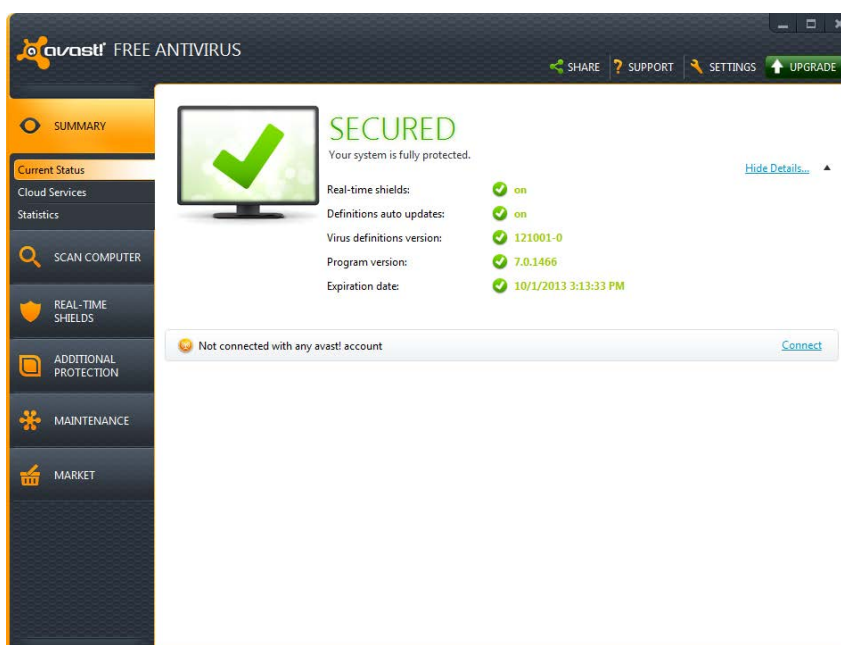 avast! FREE ANTIVIRUS
SHARE ? SUPPORT SETTINGS UPGRADE
SUMMARY
Current Status
Cloud Services
Statistics
SCAN COMPUTER
REAL-TIME
SHIELDS
ADDITIONAL
PROTECTION
MAINTENANCE
MARKET
SECURED
Your system is fully protected.
Hide Details...
Real-time shields: on
Definitions auto updates: on
Virus definitions version: 121001-0
Program version: 7.0.1466
Expiration date: 10/1/2013 3:13:33 PM
Not connected with any avast! account Connect